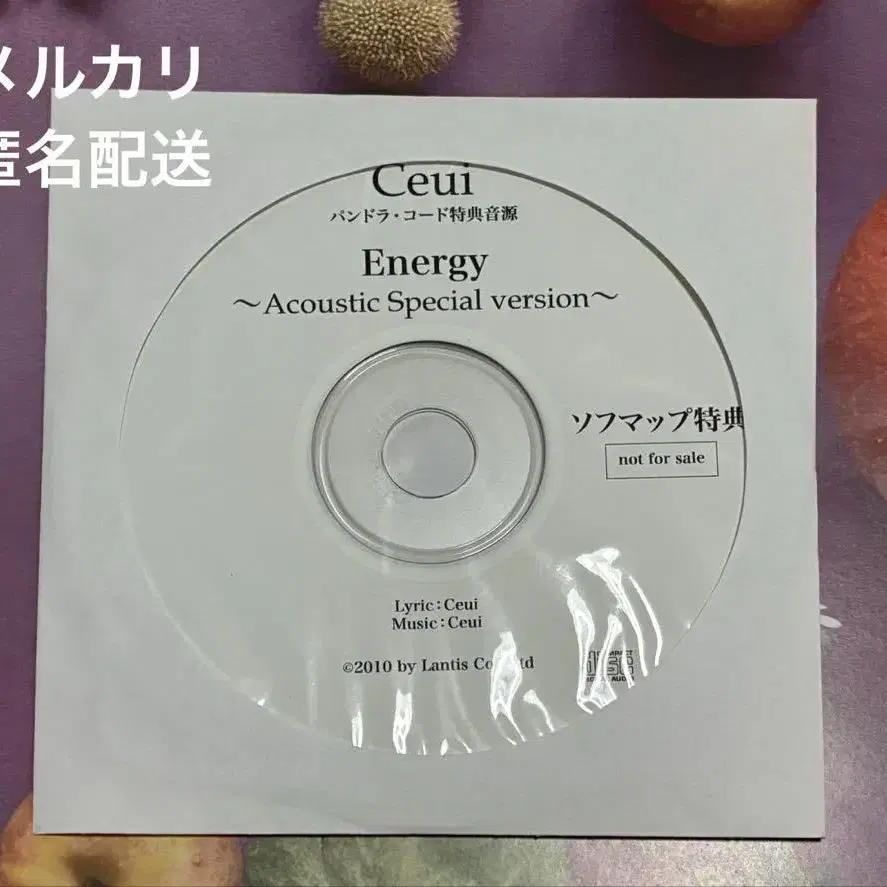 メルカリ
匿名配送
Ceui
パンドラ・コード特典音源
Energy
～Acoustic Special version～
ソフマップ特典
not for sale
Lyric：Ceui
Music：Ceui
©2010 by Lantis Co td